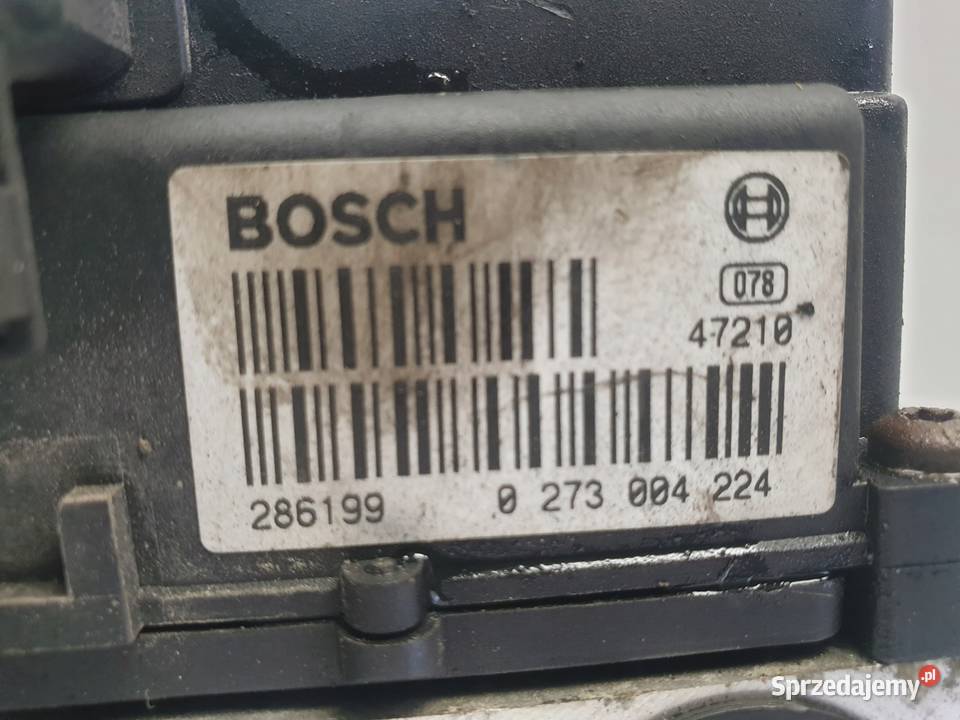 BOSCH
078
47210
286199 0 273 004 224
Sprzedajemy.pl